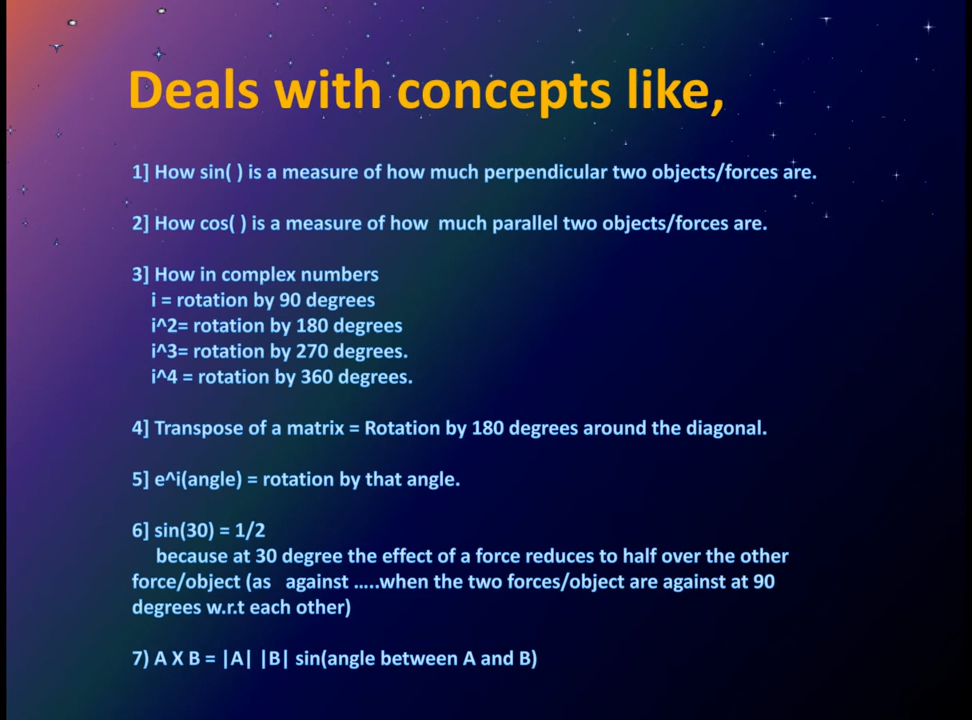 Deals with concepts like,
1] How sin( ) is a measure of how much perpendicular two objects/forces are.
2] How cos( ) is a measure of how  much parallel two objects/forces are.
3] How in complex numbers
i = rotation by 90 degrees
i^2= rotation by 180 degrees
i^3= rotation by 270 degrees.
i^4 = rotation by 360 degrees.
4] Transpose of a matrix = Rotation by 180 degrees around the diagonal.
5] e^i(angle) = rotation by that angle.
6] sin(30) = 1/2
because at 30 degree the effect of a force reduces to half over the other
force/object (as   against .....when the two forces/object are against at 90
degrees w.r.t each other)
7) A X B = |A| |B| sin(angle between A and B)